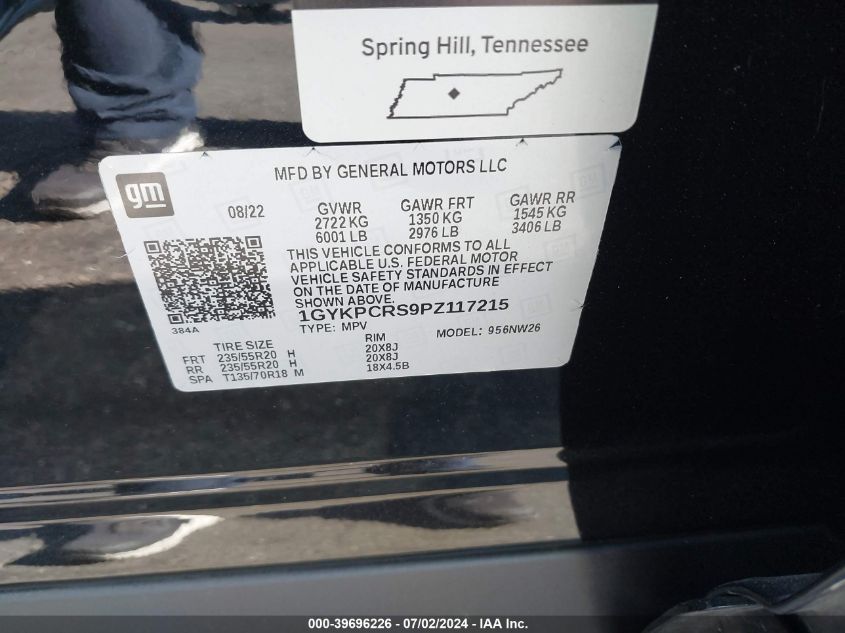 Spring Hill, Tennessee
MFD BY GENERAL MOTORS LLC
gm
08/22
GVWR
2722 KG
6001 LB
GAWR FRT
1350 KG
2976 LB
GAWR RR
1545 KG
3406 LB
THIS VEHICLE CONFORMS TO ALL
APPLICABLE U.S. FEDERAL MOTOR
VEHICLE SAFETY STANDARDS IN EFFECT
ON THE DATE OF MANUFACTURE
SHOWN ABOVE.
1GYKPCRS9PZ117215
384A
TYPE: MPV
MODEL: 956NW26
TIRE SIZE
RIM
FRT 235/55R20 H 20X8J
RR 235/55R20 H 20X8J
SPA T135/70R18 M 18X4.5B
000-39696226 - 07/02/2024 - IAA Inc.